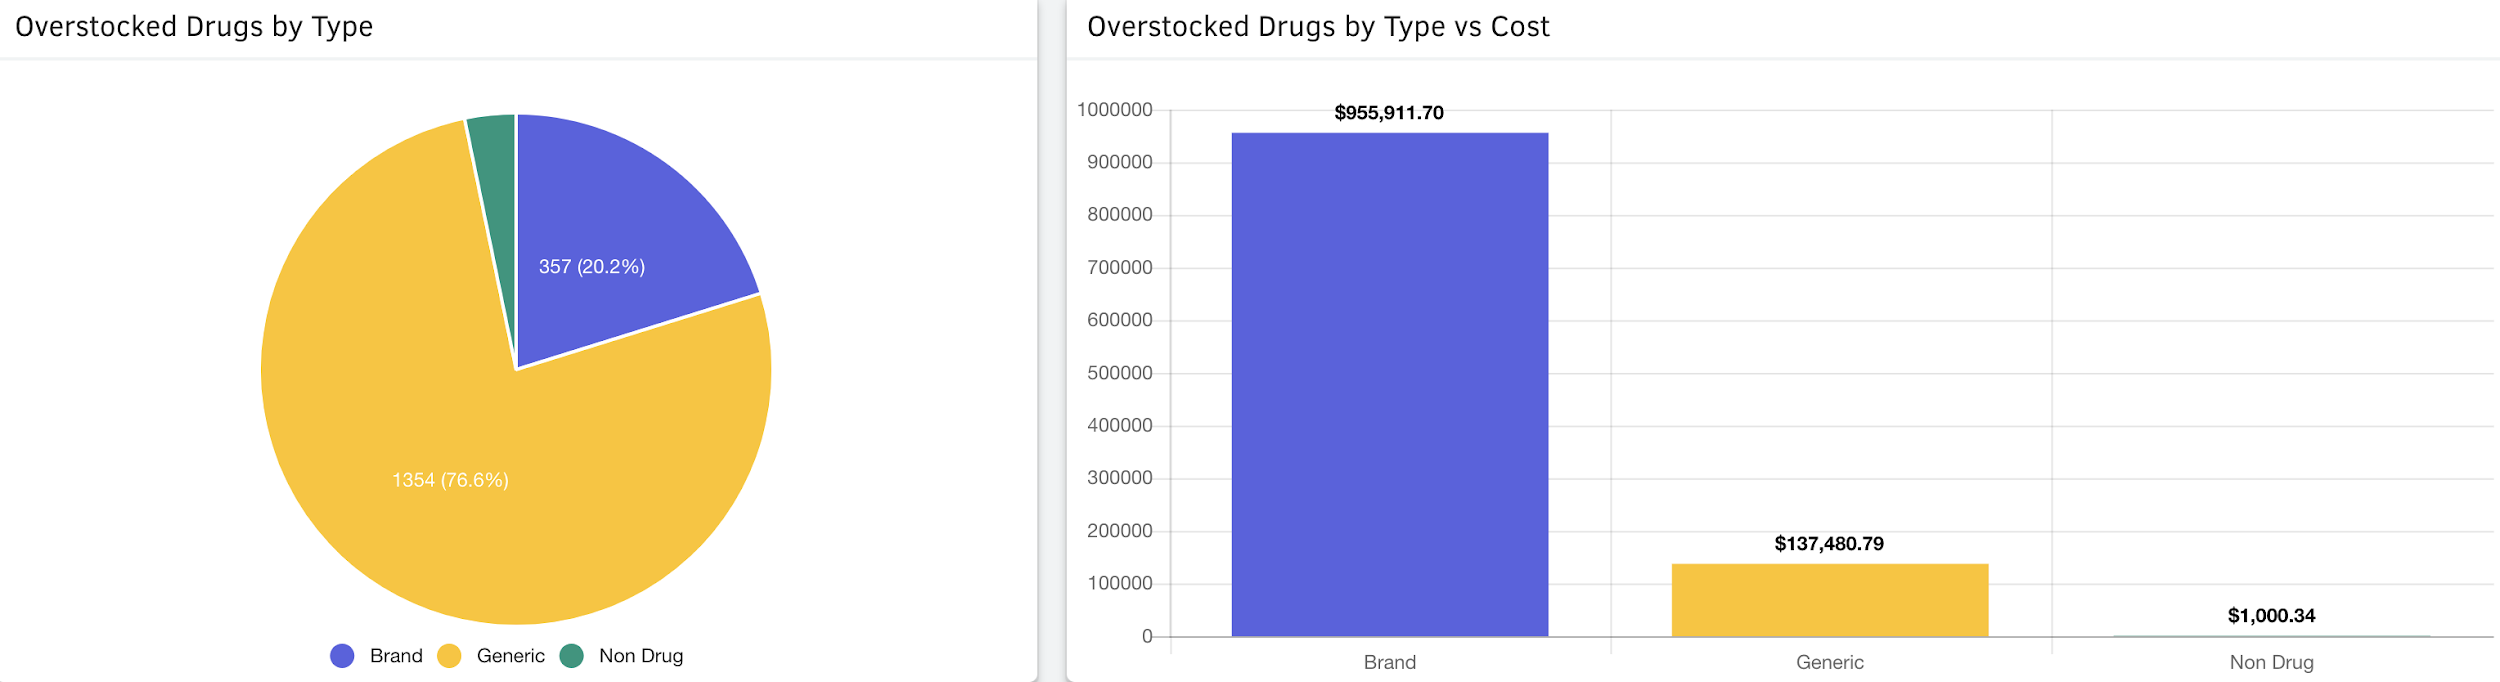 Overstocked Drugs by Type
357 (20.2%)
1354 (76.6%)
Brand
Generic
Non Drug
Overstocked Drugs by Type vs Cost
1000000
900000
800000
700000
600000
500000
400000
300000
200000
100000
0
$955,911.70
$137,480.79
$1,000.34
Brand
Generic
Non Drug